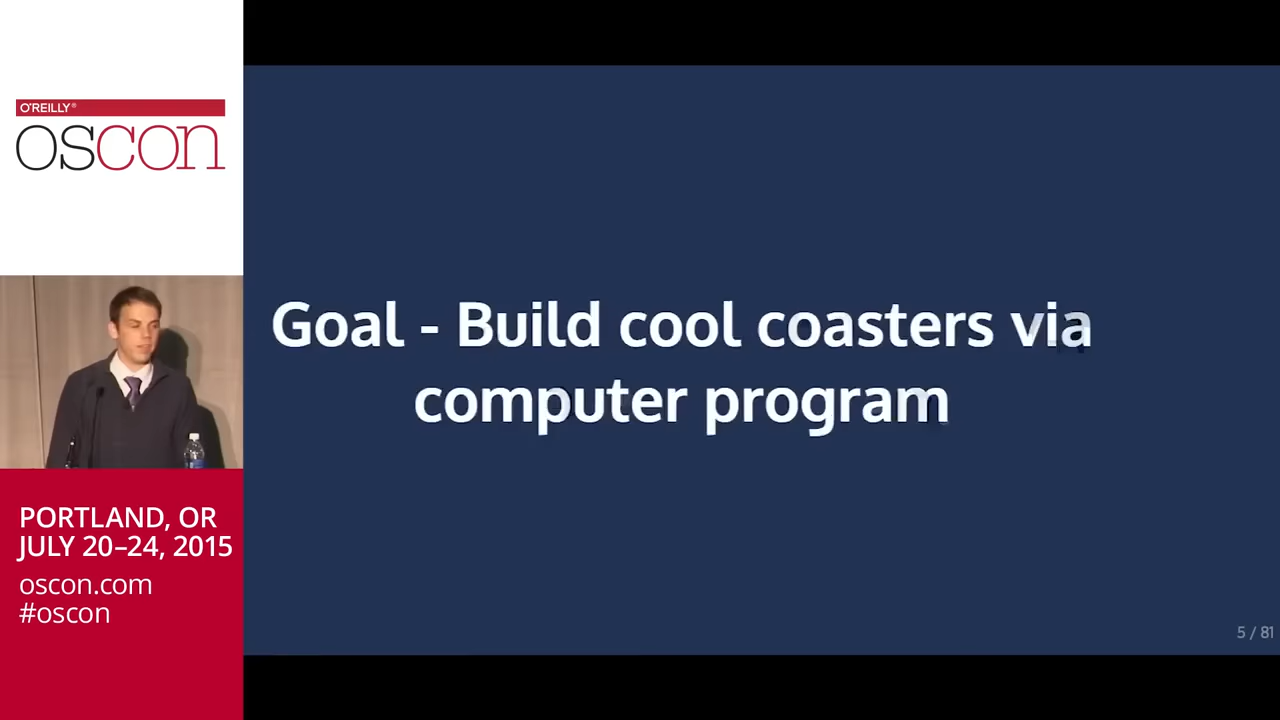 O'REILLY®
oscon
PORTLAND, OR
JULY 20–24, 2015
oscon.com
#oscon
Goal - Build cool coasters via
computer program
5 / 81